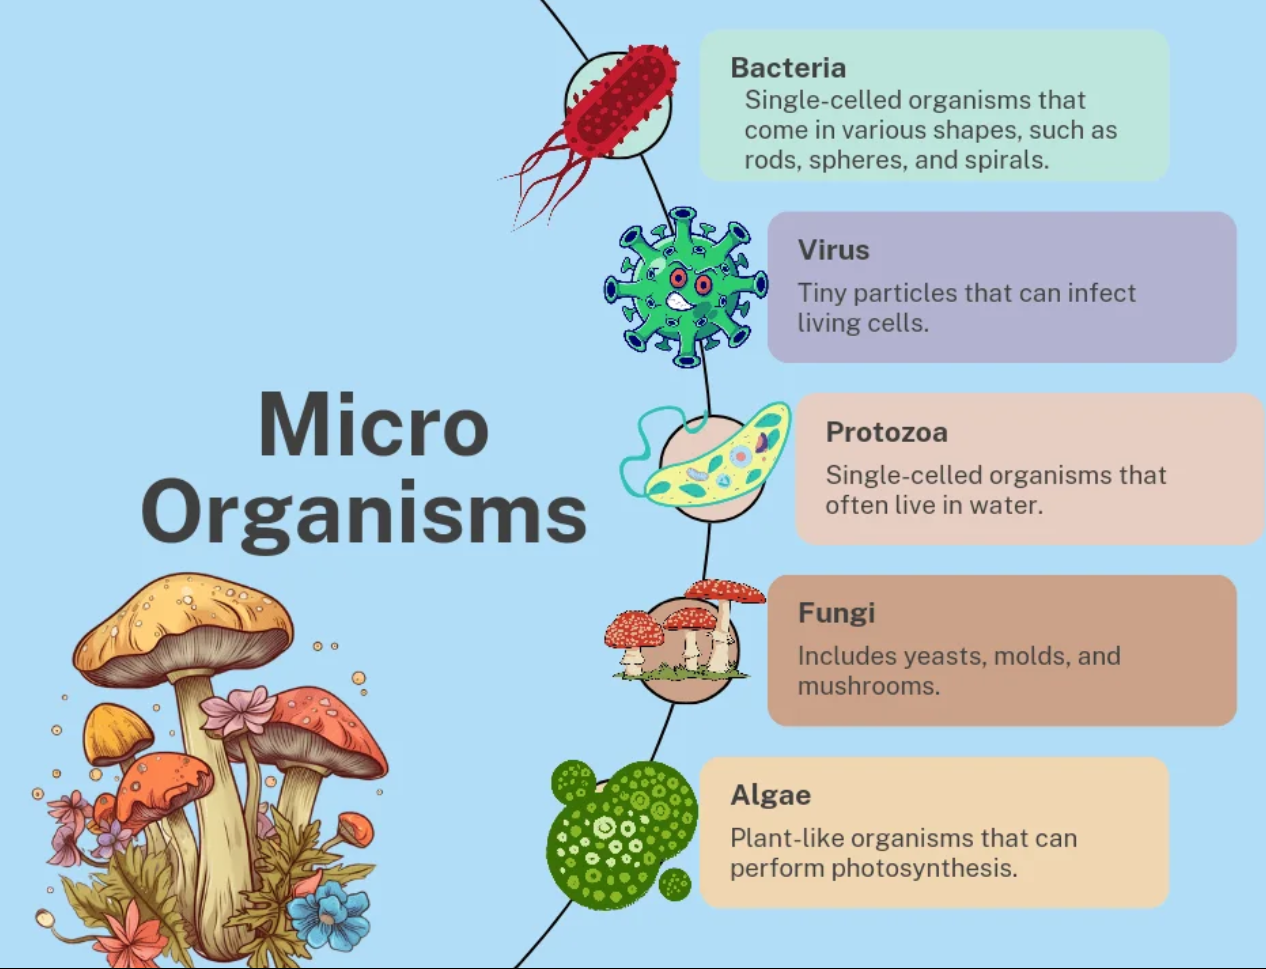 Micro
Organisms
Bacteria
Single-celled organisms that
come in various shapes, such as
rods, spheres, and spirals.
Virus
Tiny particles that can infect
living cells.
Protozoa
Single-celled organisms that
often live in water.
Fungi
Includes yeasts, molds, and
mushrooms.
Algae
Plant-like organisms that can
perform photosynthesis.